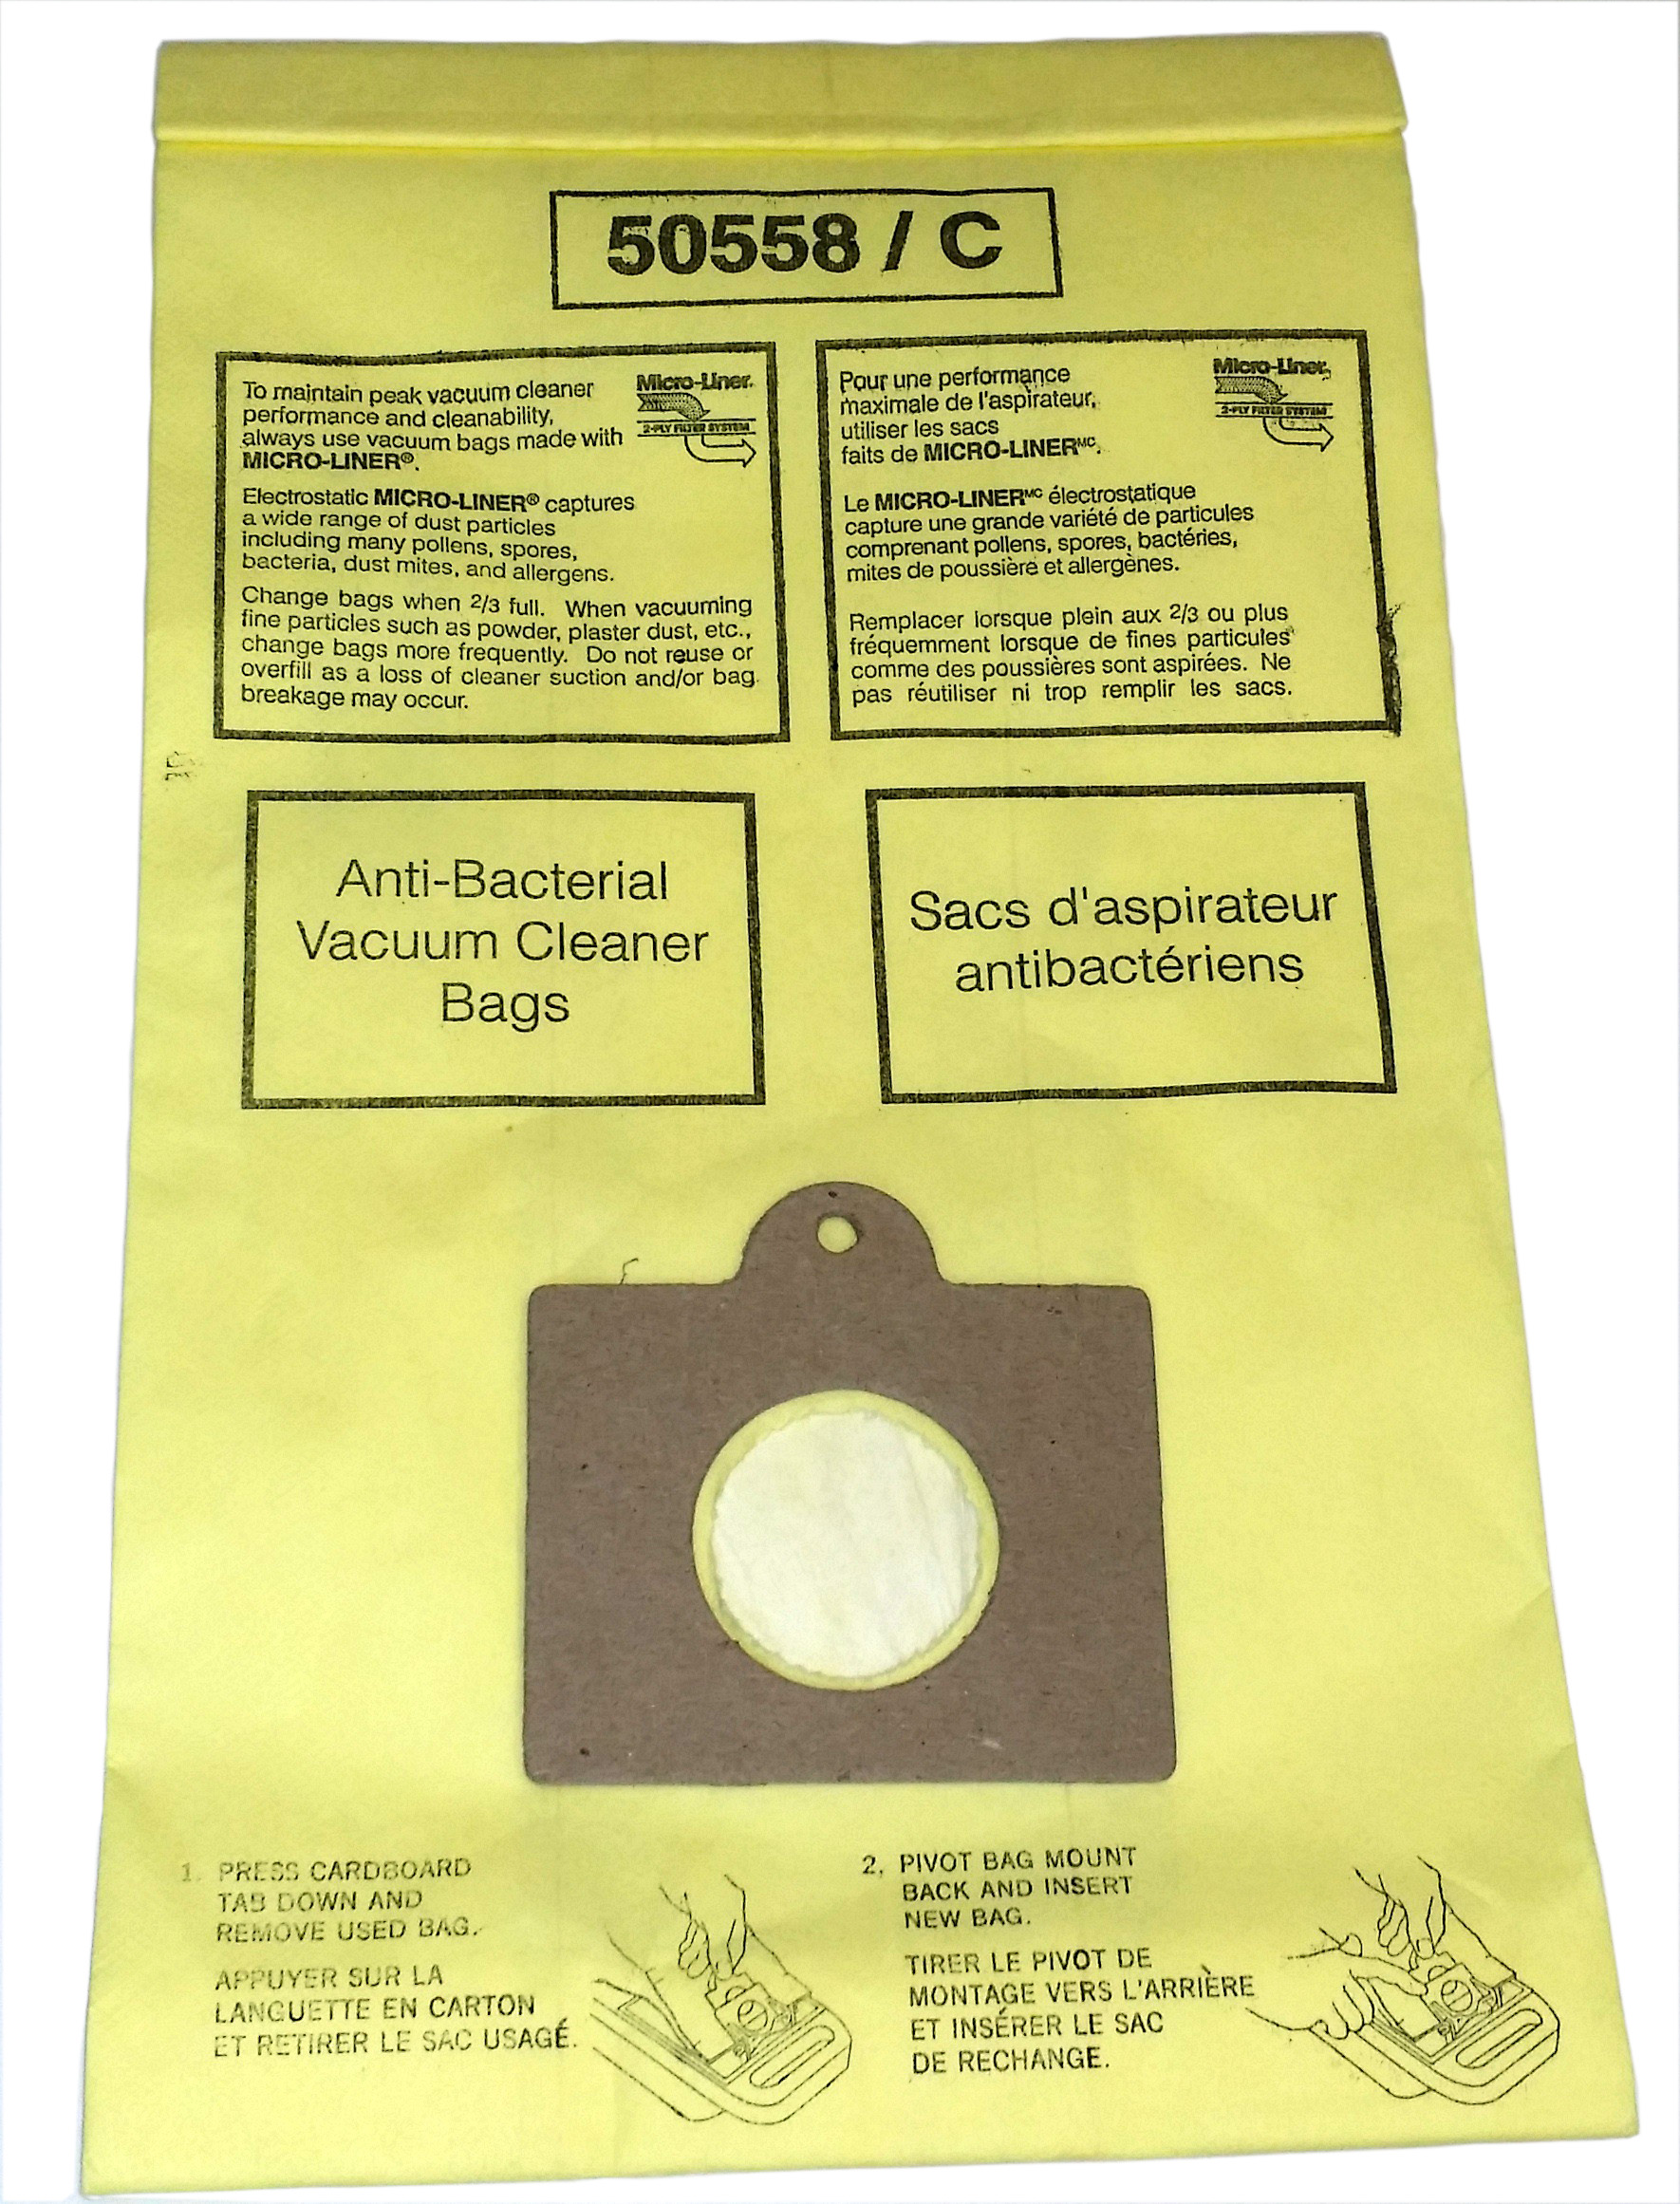 50558 / C
To maintain peak vacuum cleaner
performance and cleanability,
always use vacuum bags made with
MICRO-LINER®.
Micro-Liner.
2-PLY FILTER SYSTEM
Electrostatic MICRO-LINER® captures
a wide range of dust particles
including many pollens, spores,
bacteria, dust mites, and allergens.
Change bags when 2/3 full. When vacuuming
fine particles such as powder, plaster dust, etc.,
change bags more frequently. Do not reuse or
overfill as a loss of cleaner suction and/or bag
breakage may occur.
Pour une performance
maximale de l'aspirateur,
utiliser les sacs
faits de MICRO-LINERMC.
Micro-Liner.
2-PLY FILTER SYSTEM
Le MICRO-LINERMC électrostatique
capture une grande variété de particules
comprenant pollens, spores, bactéries,
mites de poussière et allergènes.
Remplacer lorsque plein aux 2/3 ou plus
fréquemment lorsque de fines particules
comme des poussières sont aspirées. Ne
pas réutiliser ni trop remplir les sacs.
Anti-Bacterial
Vacuum Cleaner
Bags
Sacs d'aspirateur
antibactériens
1. PRESS CARDBOARD
TAB DOWN AND
REMOVE USED BAG.
APPUYER SUR LA
LANGUETTE EN CARTON
ET RETIRER LE SAC USAGÉ.
2. PIVOT BAG MOUNT
BACK AND INSERT
NEW BAG.
TIRER LE PIVOT DE
MONTAGE VERS L'ARRIÈRE
ET INSÉRER LE SAC
DE RECHANGE.